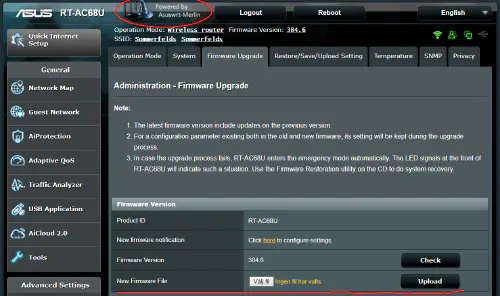 ASUS RT-AC68U
Powered by
Asuswrt-Merlin
Logout
Reboot
English
Quick Internet
Setup
Operation Mode: Wireless router Firmware Version: 384.6
SSID: Sommerfelds Sommerfelds
Operation Mode System Firmware Upgrade Restore/Save/Upload Setting Temperature SNMP Privacy
General
Network Map
Guest Network
AiProtection
Adaptive QoS
Traffic Analyzer
USB Application
AiCloud 2.0
Tools
Advanced Settings
Administration - Firmware Upgrade
Note:
1. The latest firmware version include updates on the previous version.
2. For a configuration parameter existing both in the old and new firmware, its setting will be kept during the upgrade
process.
3. In case the upgrade process fails, RT-AC68U enters the emergency mode automatically. The LED signals at the front of
RT-AC68U will indicate such a situation. Use the Firmware Restoration utility on the CD to do system recovery.
Firmware Version
Product ID RT-AC68U
New firmware notification Click here to configure settings.
Firmware Version 384.6 Check
New Firmware File Välj fil Ingen fil har valts Upload